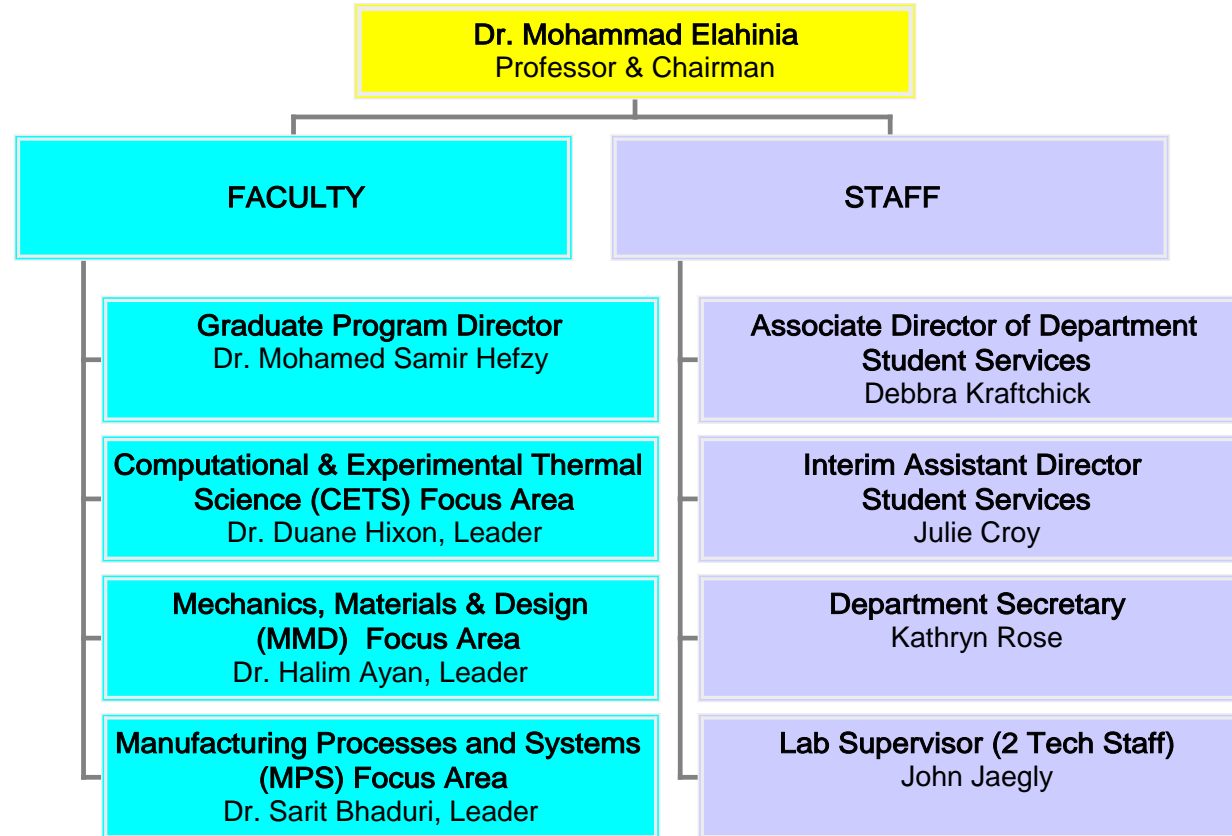 Dr. Mohammad Elahinia
Professor & Chairman
FACULTY
STAFF
Graduate Program Director
Dr. Mohamed Samir Hefzy
Computational & Experimental Thermal
Science (CETS) Focus Area
Dr. Duane Hixon, Leader
Mechanics, Materials & Design
(MMD) Focus Area
Dr. Halim Ayan, Leader
Manufacturing Processes and Systems
(MPS) Focus Area
Dr. Sarit Bhaduri, Leader
Associate Director of Department
Student Services
Debbra Kraftchick
Interim Assistant Director
Student Services
Julie Croy
Department Secretary
Kathryn Rose
Lab Supervisor (2 Tech Staff)
John Jaegly